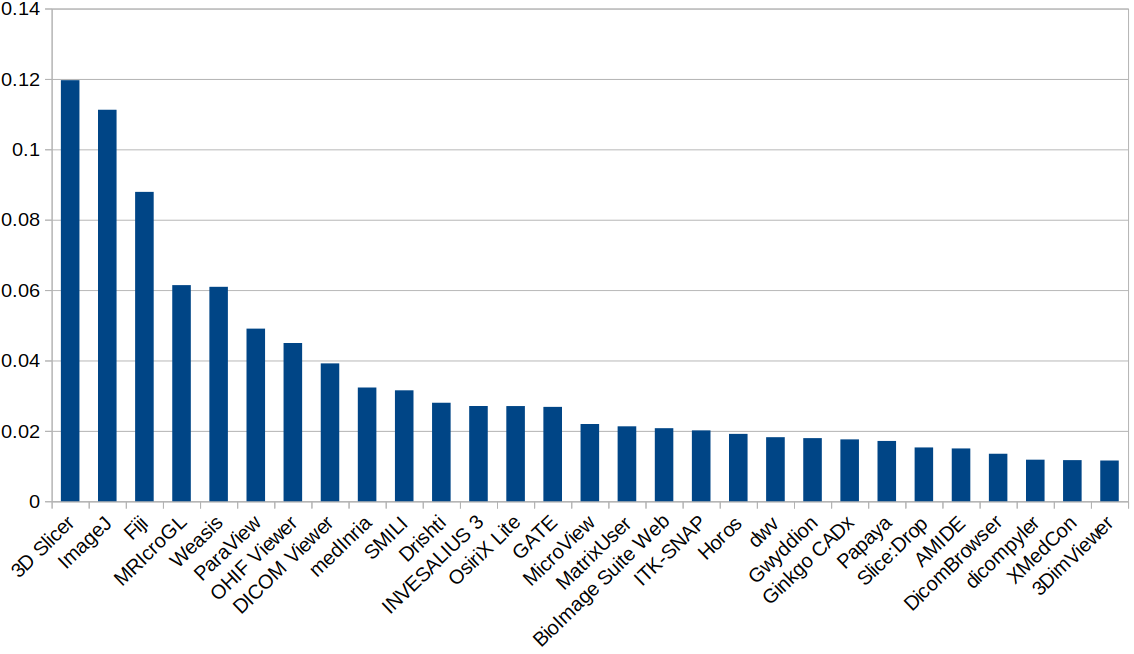 0.14
0.12
0.1
0.08
0.06
0.04
0.02
0
3D Slicer
ImageJ
Fiji
MRIcroGL
Weasis
ParaView
OHIF Viewer
DICOM Viewer
medInria
SMILI
Drishti
INVESALIUS 3
OsiriX Lite
GATE
MicroView
MatrixUser
BioImage Suite Web
ITK-SNAP
Horos
dwv
Gwyddion
Ginkgo CADx
Papaya
Slice:Drop
AMIDE
DicomBrowser
dicompyler
XMedCon
3DimViewer